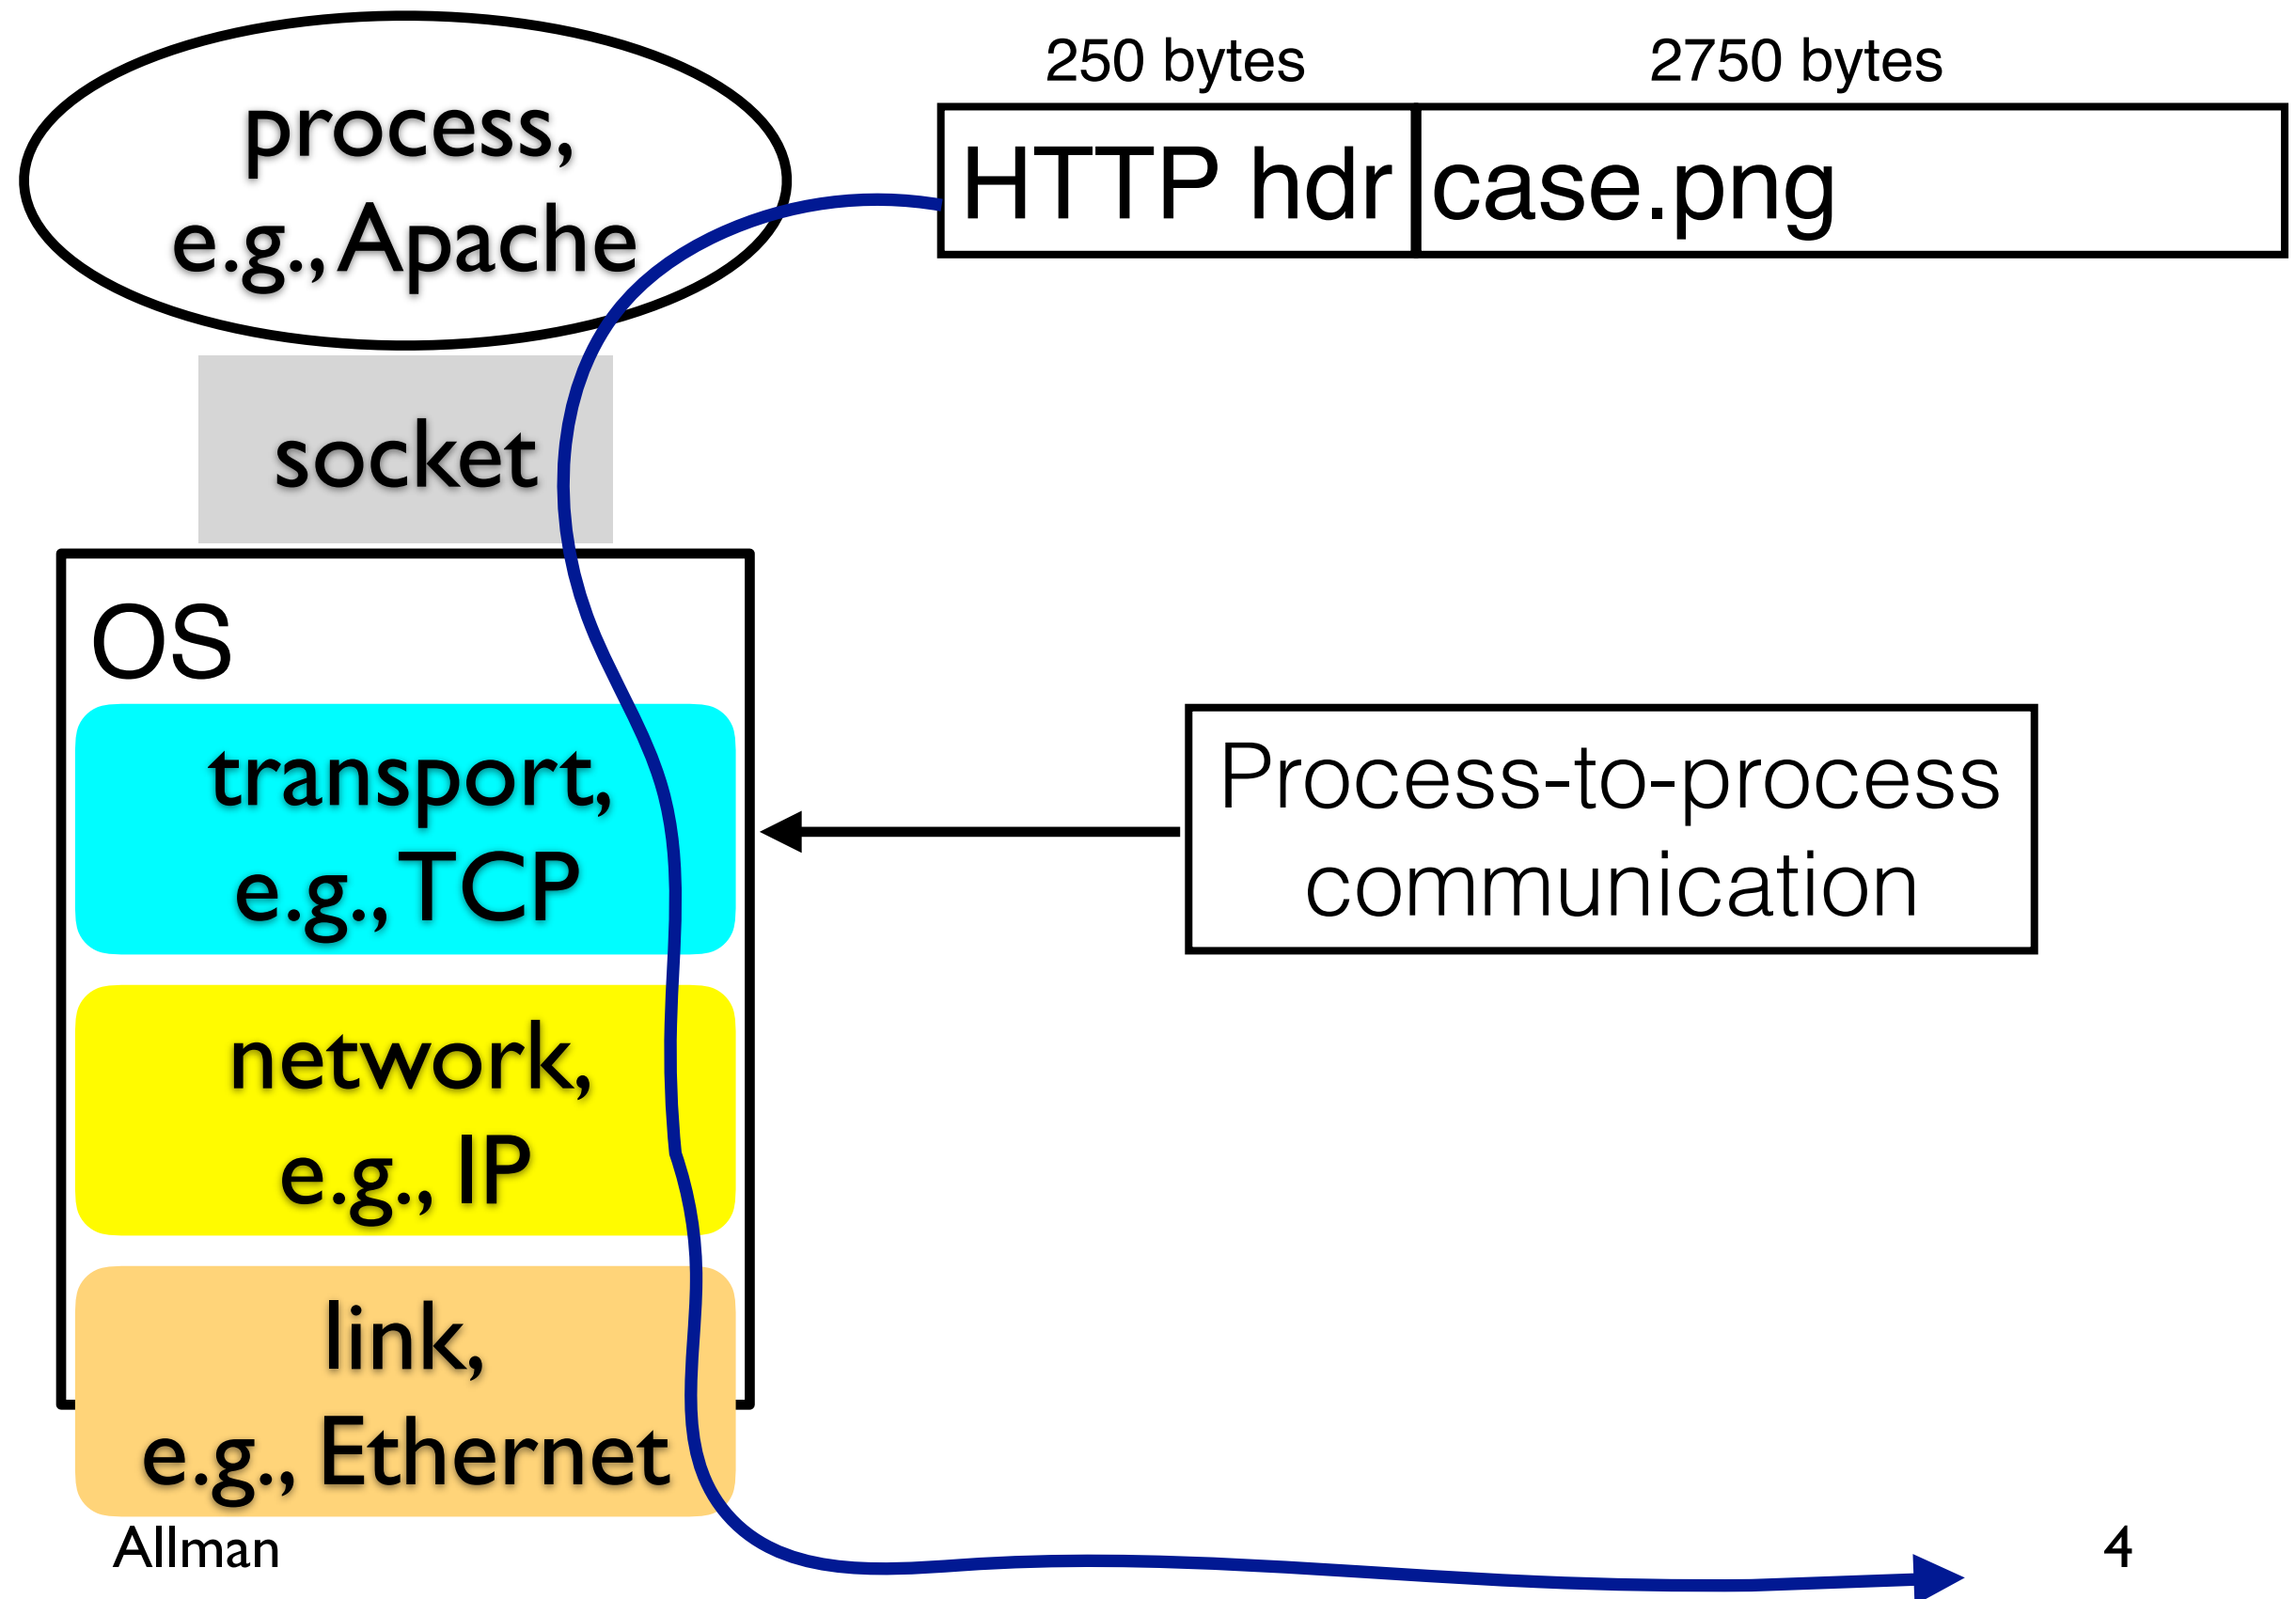 250 bytes
2750 bytes
HTTP hdr
case.png
process,
e.g., Apache
socket
OS
transport,
e.g., TCP
Process-to-process
communication
network,
e.g., IP
link,
e.g., Ethernet
Allman
4